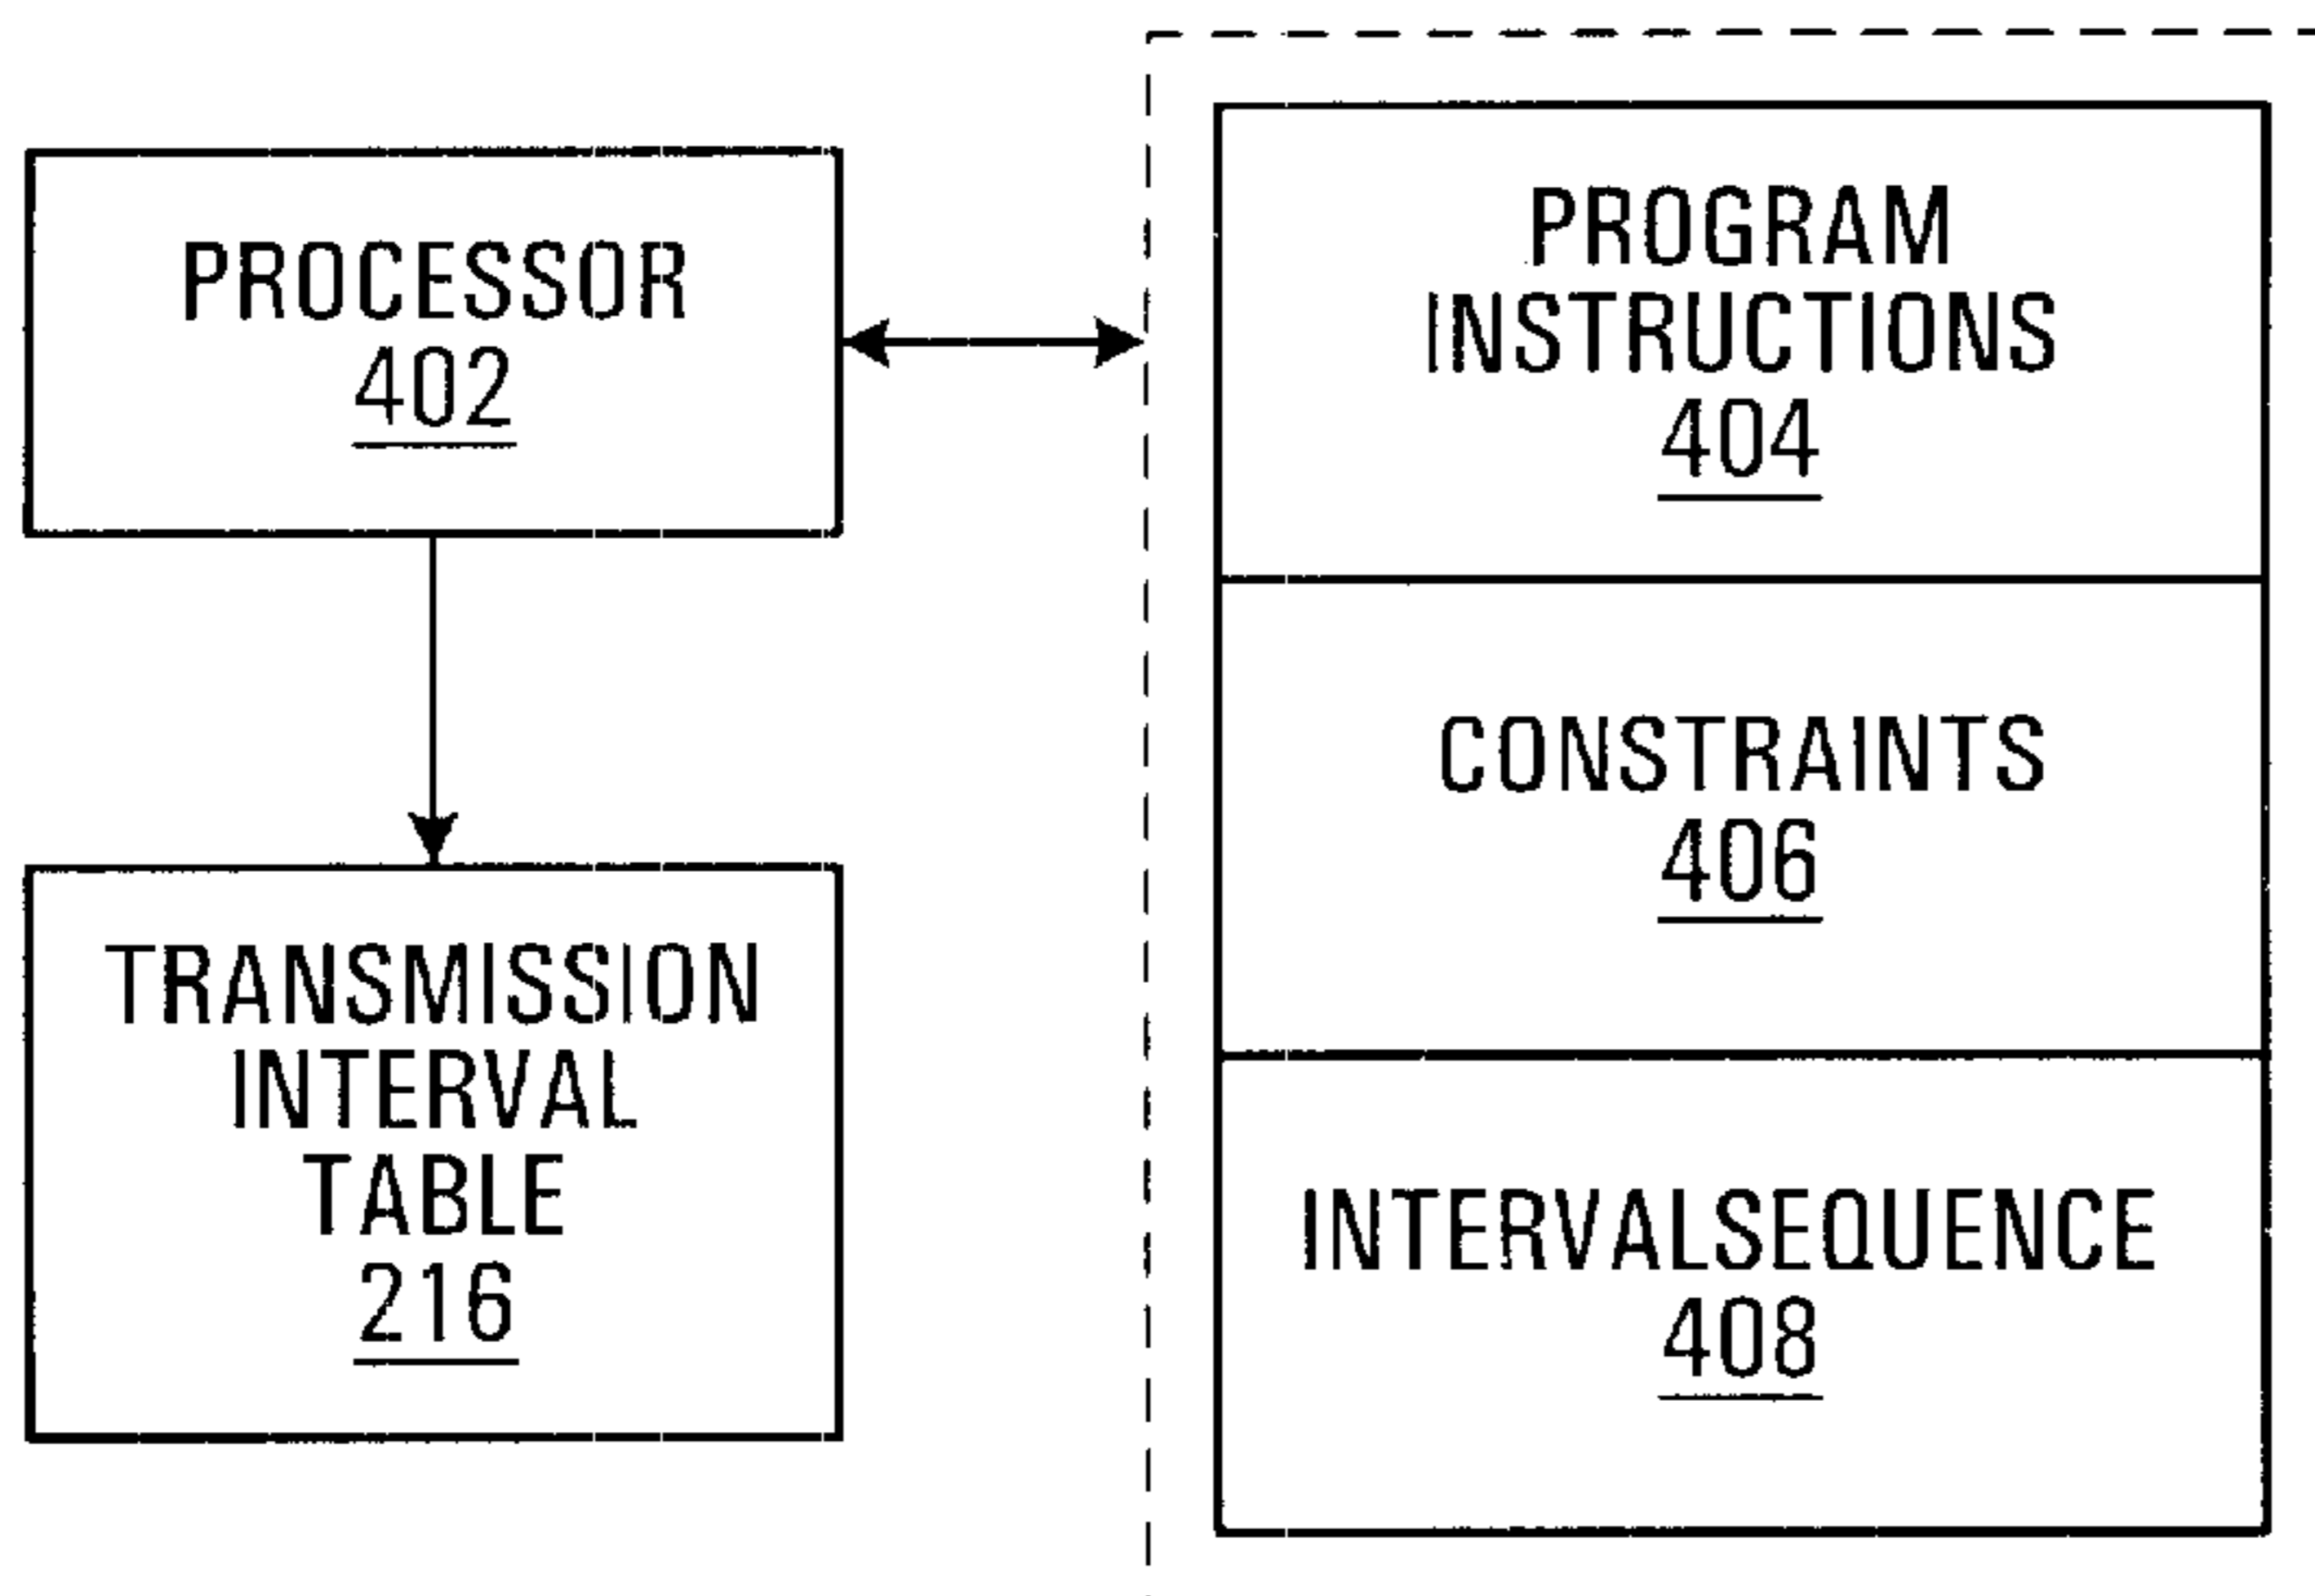 PROCESSOR
402
TRANSMISSION
INTERVAL
TABLE
216
PROGRAM
INSTRUCTIONS
404
CONSTRAINTS
406
INTERVALSEQUENCE
408